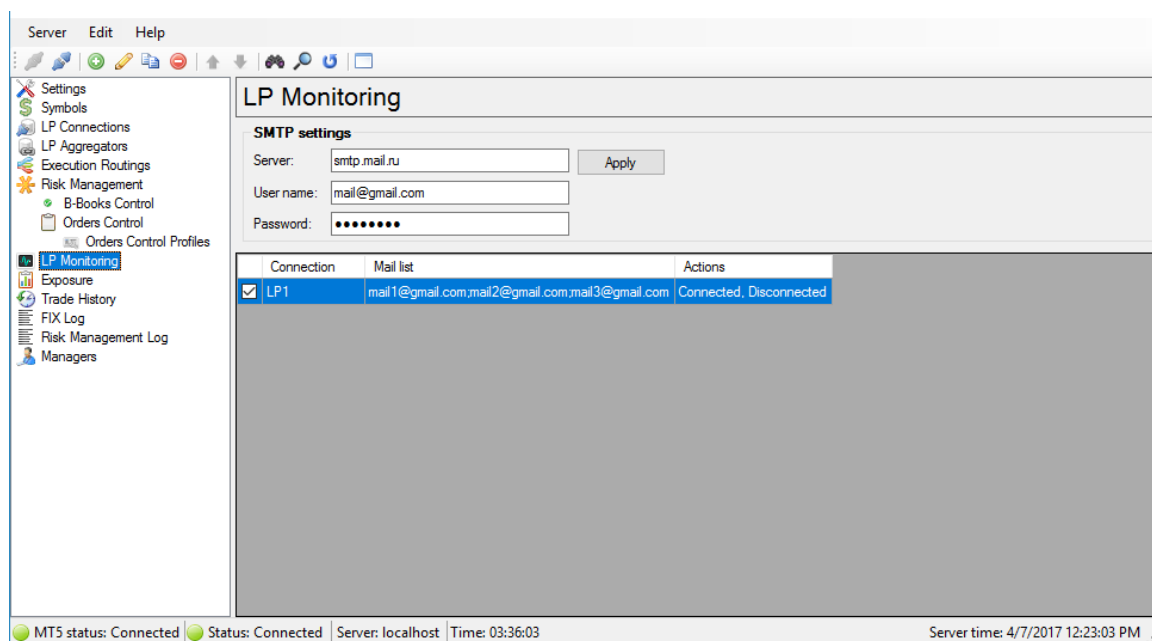 Server Edit Help
Settings
Symbols
LP Connections
LP Aggregators
Execution Routings
Risk Management
B-Books Control
Orders Control
Orders Control Profiles
LP Monitoring
Exposure
Trade History
FIX Log
Risk Management Log
Managers
LP Monitoring
SMTP settings
Server: smtp.mail.ru Apply
User name: mail@gmail.com
Password: ●●●●●●●●
Connection Mail list Actions
LP1 mail1@gmail.com;mail2@gmail.com;mail3@gmail.com Connected, Disconnected
MT5 status: Connected Status: Connected Server: localhost Time: 03:36:03 Server time: 4/7/2017 12:23:03 PM